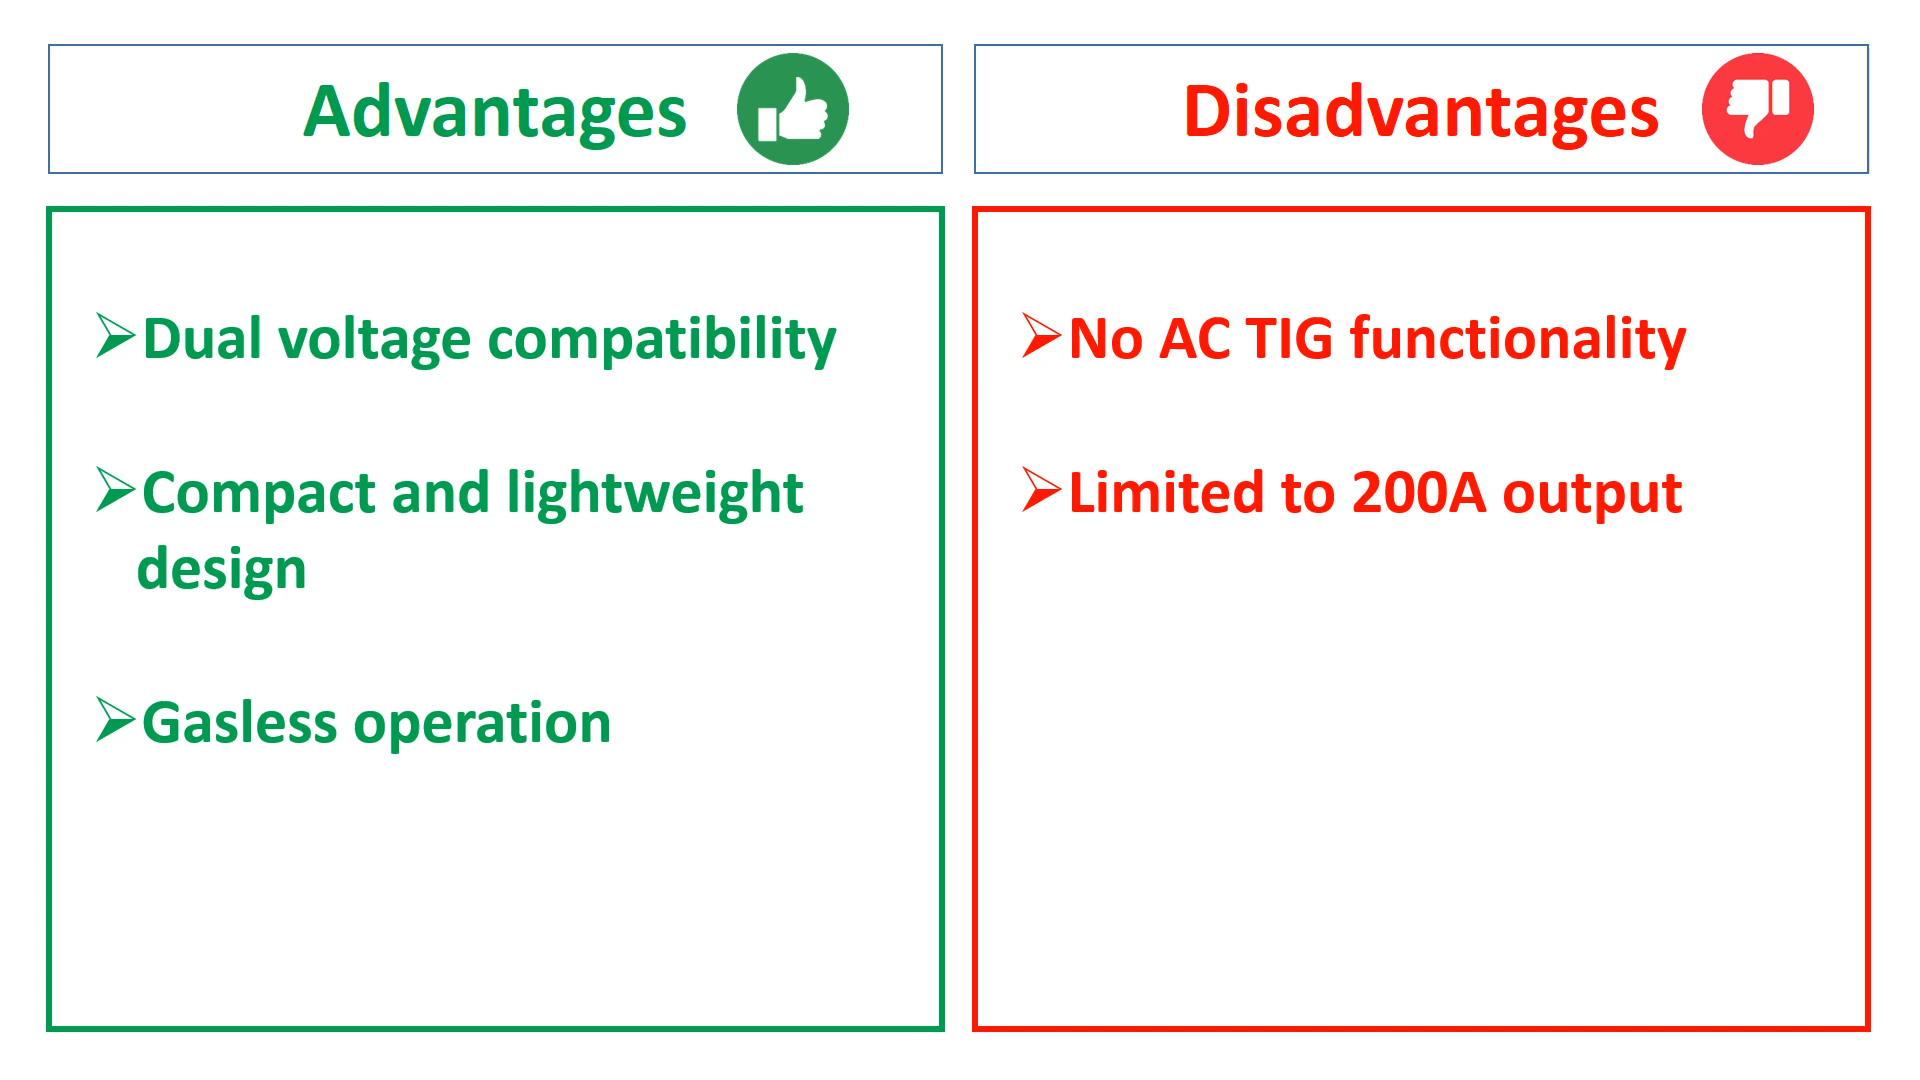 Advantages
Disadvantages
➢Dual voltage compatibility
➢Compact and lightweight
design
➢Gasless operation
➢No AC TIG functionality
➢Limited to 200A output